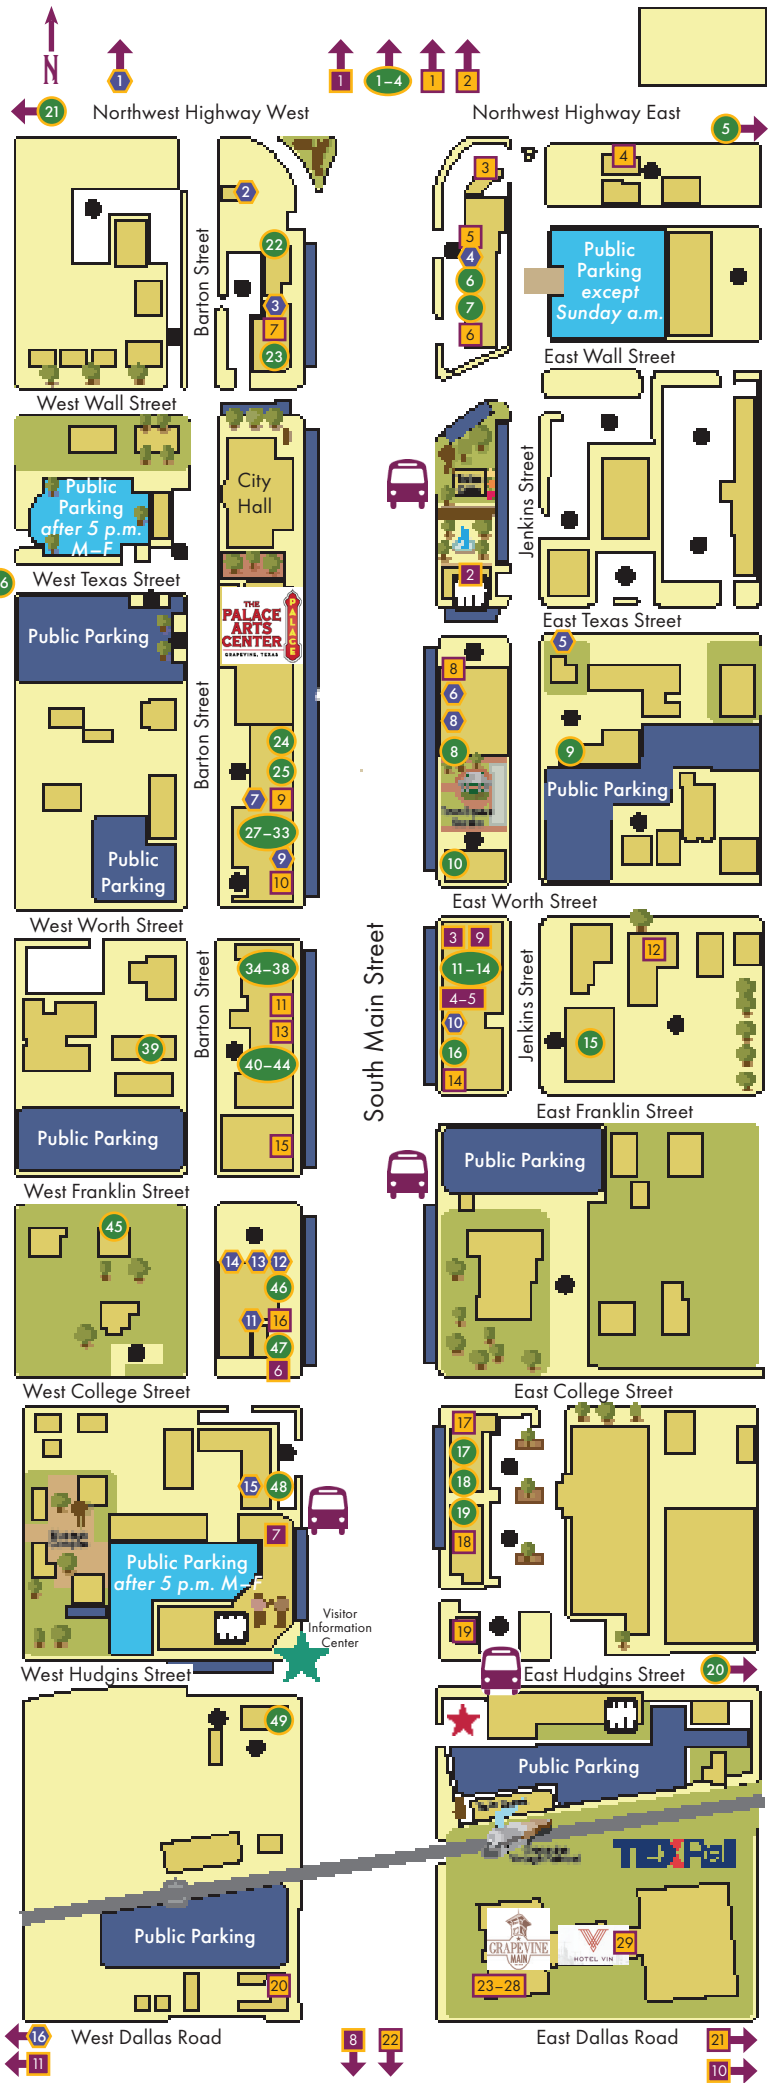 N
1
1
1–4
1
2
21
Northwest Highway West
Northwest Highway East
5
2
3
4
22
Barton Street
5
4
6
7
6
Public
Parking
except
Sunday a.m.
3
7
23
East Wall Street
West Wall Street
City
Hall
Public
Parking
after 5 p.m.
M–F
Jenkins Street
2
6
West Texas Street
East Texas Street
THE
PALACE
ARTS
CENTER
GRAPEVINE, TEXAS
PALACE
Public Parking
5
8
6
8
8
9
Barton Street
24
25
7
9
27–33
9
10
Public Parking
Public
Parking
10
East Worth Street
West Worth Street
South Main Street
3
9
11–14
4–5
10
16
14
12
15
Jenkins Street
Barton Street
34–38
11
13
40–44
39
15
East Franklin Street
Public Parking
Public Parking
West Franklin Street
45
14
13
12
46
11
16
47
6
West College Street
East College Street
17
17
18
19
18
15
48
7
Public Parking
after 5 p.m. M–F
Visitor
Information
Center
19
West Hudgins Street
East Hudgins Street
20
49
Public Parking
TEXRail
Public Parking
GRAPEVINE
MAIN
HOTEL VIN
29
23–28
20
16
West Dallas Road
8
22
East Dallas Road
21
11
10